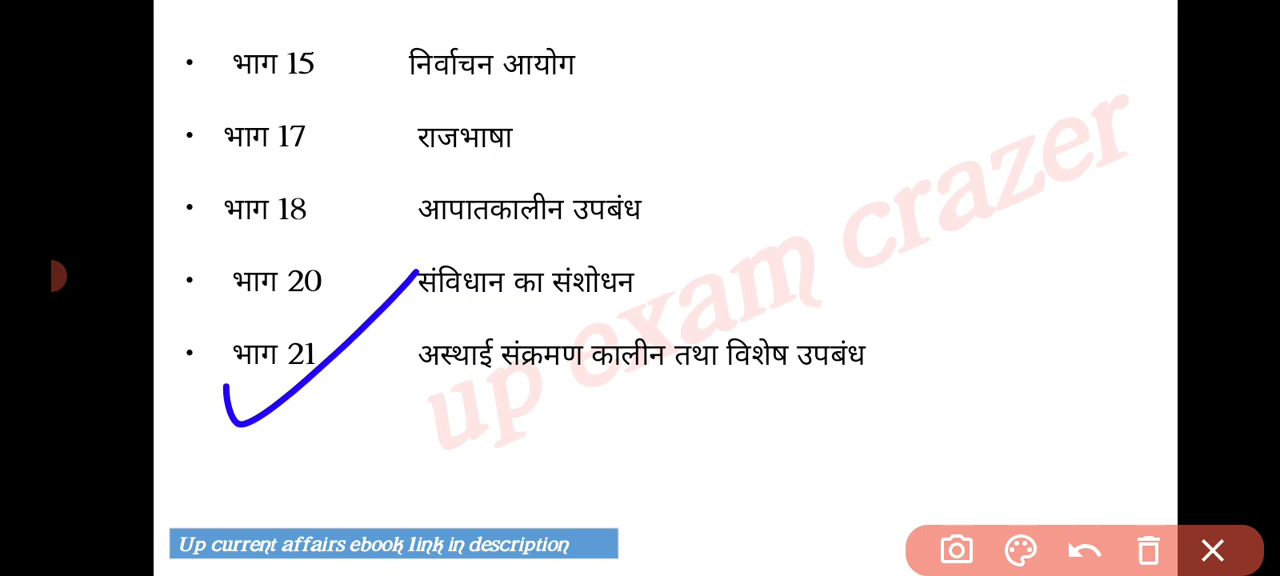 • भाग 15 निर्वाचन आयोग
• भाग 17 राजभाषा
• भाग 18 आपातकालीन उपबंध
• भाग 20 संविधान का संशोधन
• भाग 21 अस्थाई संक्रमण कालीन तथा विशेष उपबंध
up exam crazer
Up current affairs ebook link in description